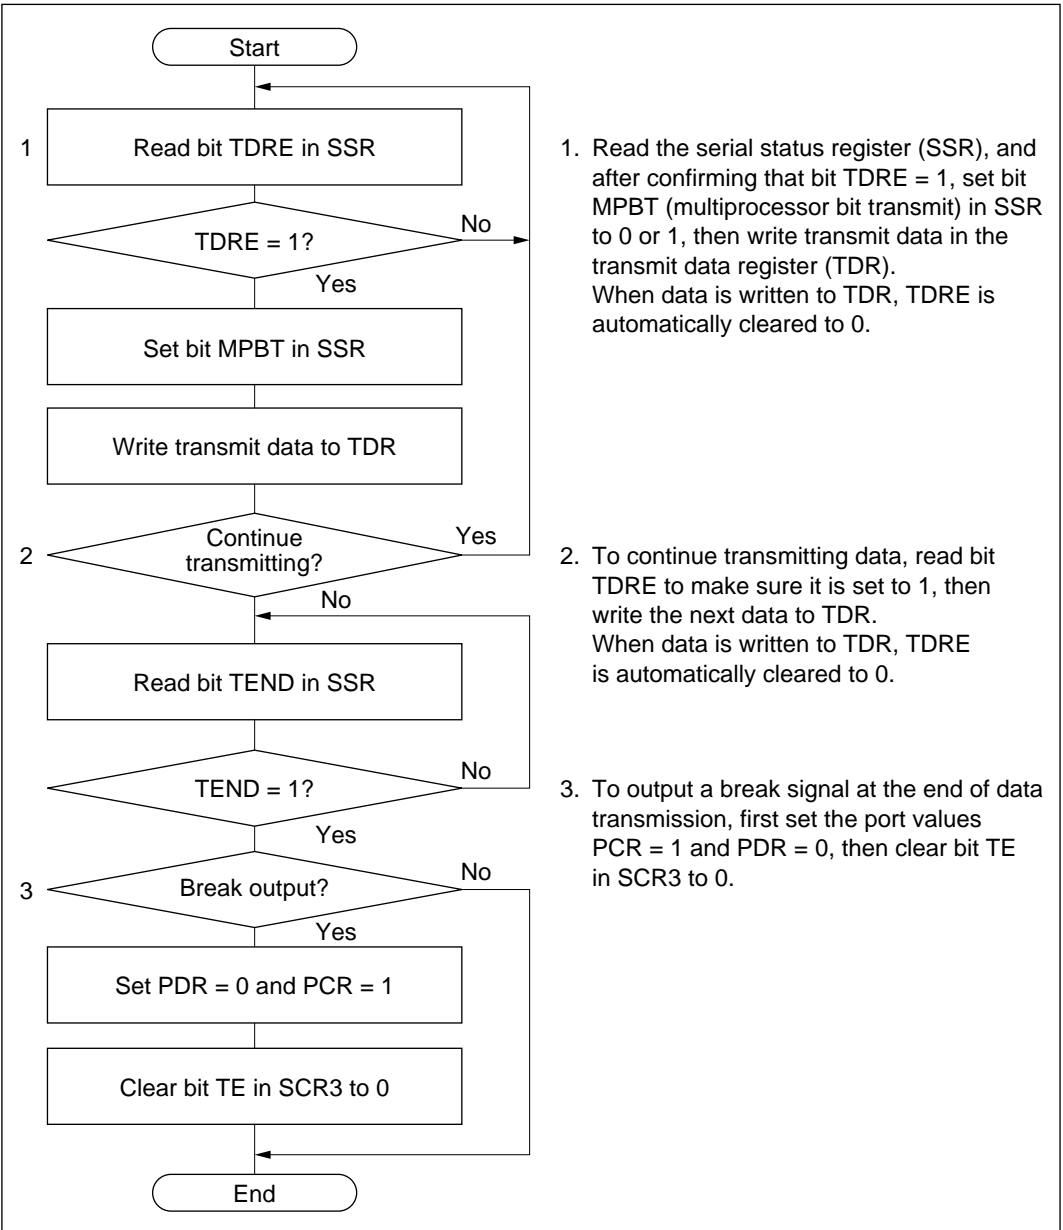 Start
1
Read bit TDRE in SSR
TDRE = 1?
No
Yes
Set bit MPBT in SSR
Write transmit data to TDR
2
Continue
transmitting?
Yes
No
Read bit TEND in SSR
TEND = 1?
No
Yes
3
Break output?
No
Yes
Set PDR = 0 and PCR = 1
Clear bit TE in SCR3 to 0
End
1. Read the serial status register (SSR), and
after confirming that bit TDRE = 1, set bit
MPBT (multiprocessor bit transmit) in SSR
to 0 or 1, then write transmit data in the
transmit data register (TDR).
When data is written to TDR, TDRE is
automatically cleared to 0.
2. To continue transmitting data, read bit
TDRE to make sure it is set to 1, then
write the next data to TDR.
When data is written to TDR, TDRE
is automatically cleared to 0.
3. To output a break signal at the end of data
transmission, first set the port values
PCR = 1 and PDR = 0, then clear bit TE
in SCR3 to 0.